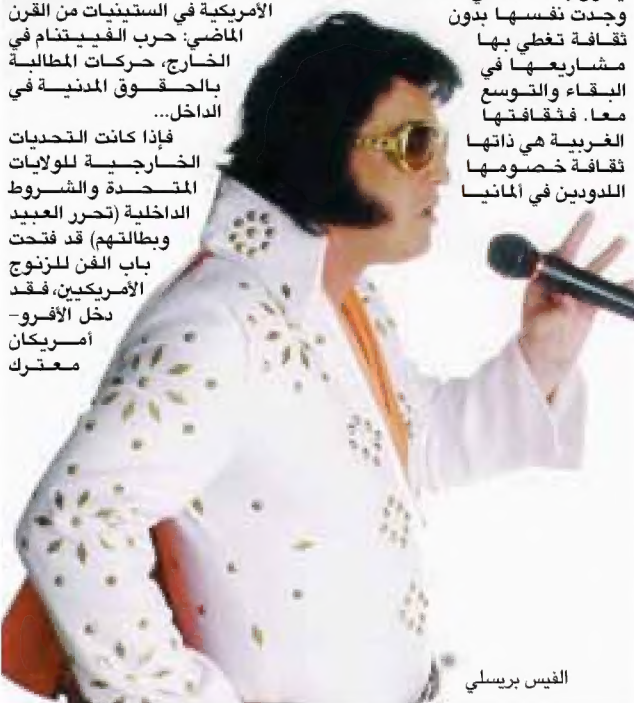 وجدت نفسها بدون
ثقافة تغطي بها
مشاريعها في
البقاء والتوسع
معا. فثقافتها
الغربية هي ذاتها
ثقافة خصومها
اللدودين في ألمانيا
الأمريكية في الستينيات من القرن
الماضي: حرب الفييتنام في
الخارج، حركات المطالبة
بالحقوق المدنية في
الداخل...
فإذا كانت التحديات
الخارجية للولايات
المتحدة والشروط
الداخلية (تحرر العبيد
وبطالتهم) قد فتحت
باب الفن للزنوج
الأمريكيين، فقد
دخل الأفرو-
أمريكان
معترك
الفيس بريسلي